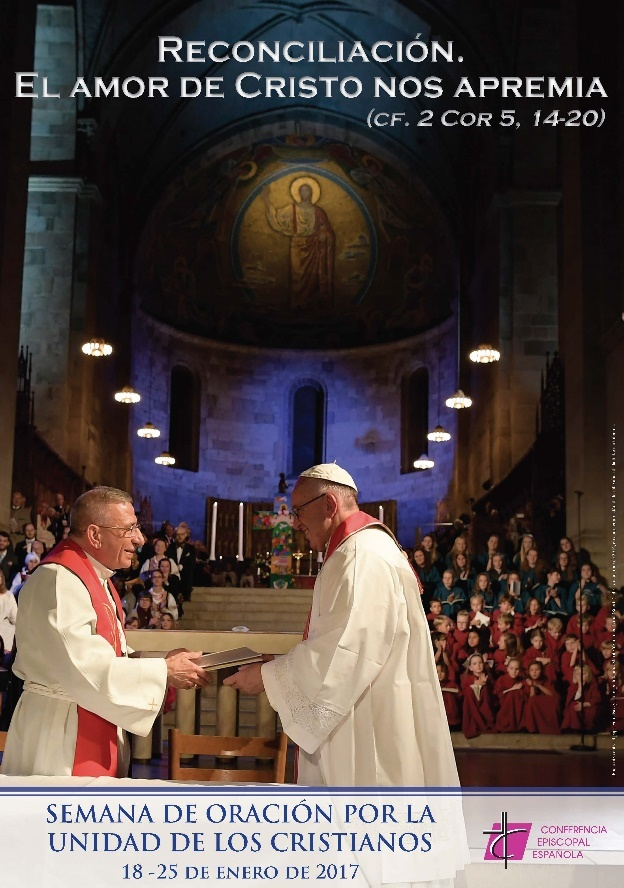 RECONCILIACIÓN.
EL AMOR DE CRISTO NOS APREMIA
(CF. 2 COR 5, 14-20)
SEMANA DE ORACIÓN POR LA
UNIDAD DE LOS CRISTIANOS
18 -25 DE ENERO DE 2017
CONFERENCIA
EPISCOPAL
ESPAÑOLA